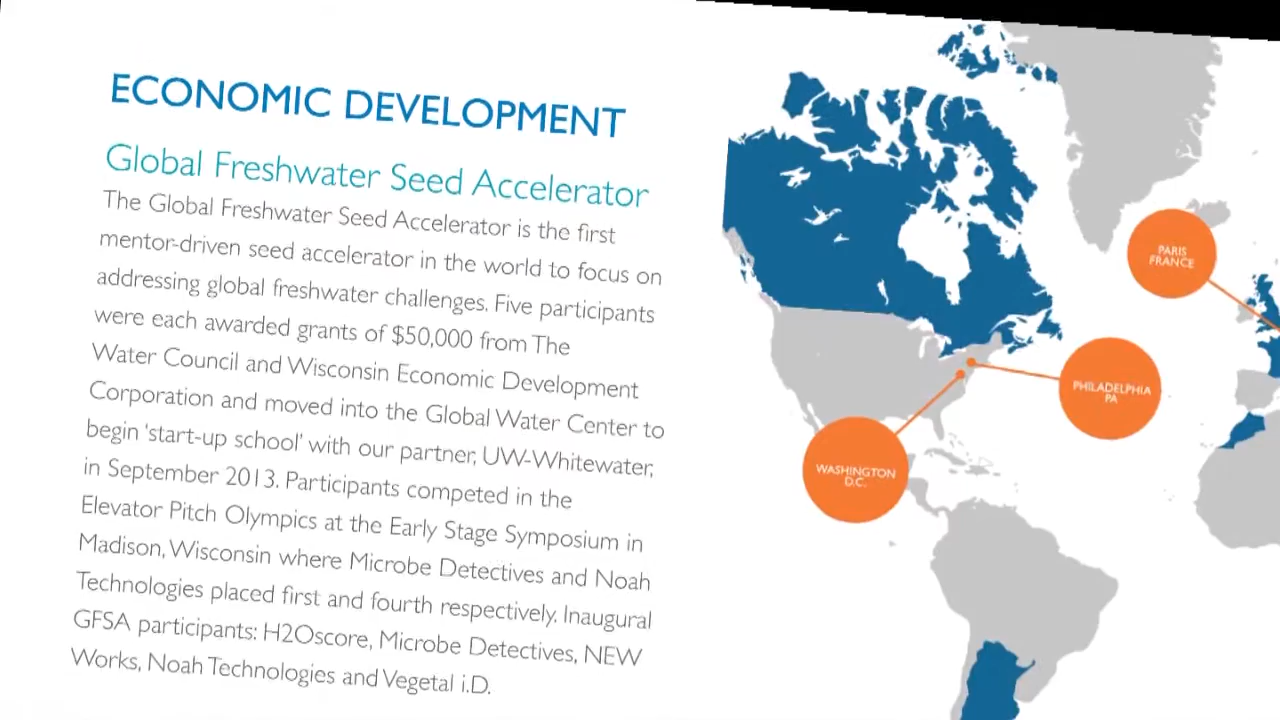 ECONOMIC DEVELOPMENT
Global Freshwater Seed Accelerator
The Global Freshwater Seed Accelerator is the first
mentor-driven seed accelerator in the world to focus on
addressing global freshwater challenges. Five participants
were each awarded grants of $50,000 from The
Water Council and Wisconsin Economic Development
Corporation and moved into the Global Water Center to
begin 'start-up school' with our partner, UW-Whitewater,
in September 2013. Participants competed in the
Elevator Pitch Olympics at the Early Stage Symposium in
Madison, Wisconsin where Microbe Detectives and Noah
Technologies placed first and fourth respectively. Inaugural
GFSA participants: H2Oscore, Microbe Detectives, NEW
Works, Noah Technologies and Vegetal i.D.
PARIS
FRANCE
PHILADELPHIA
PA
WASHINGTON
D.C.